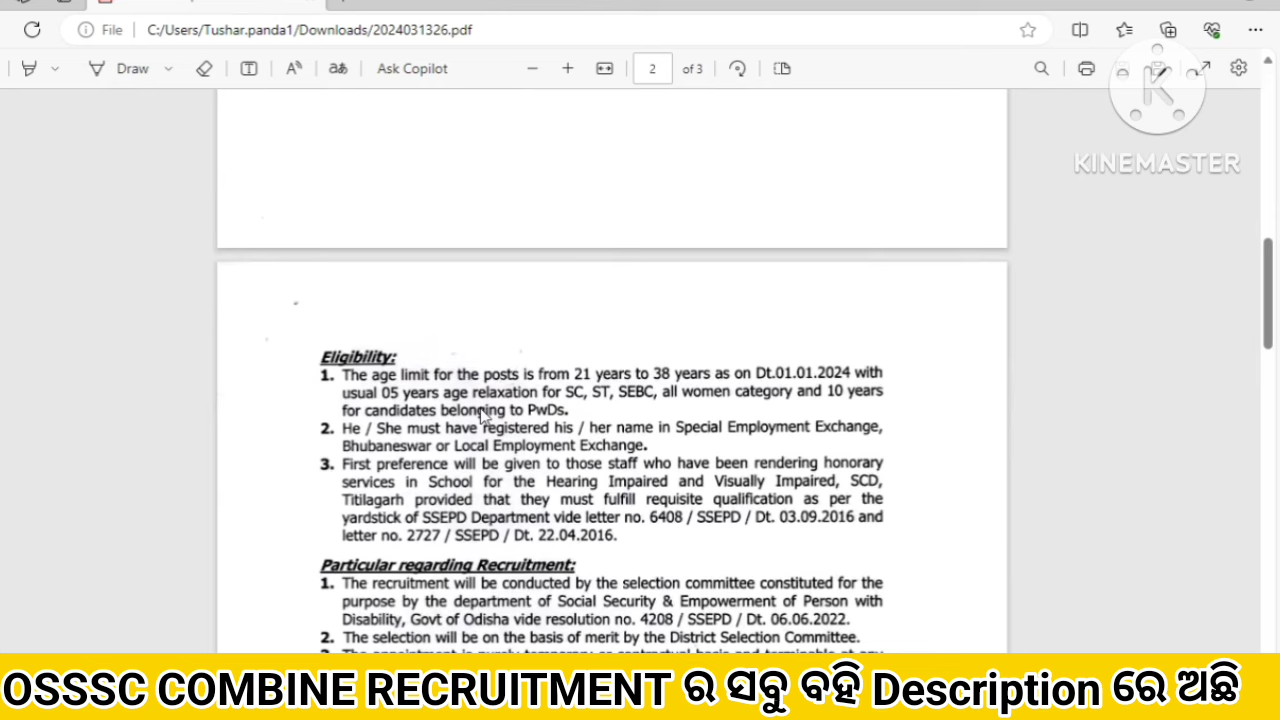 File C:/Users/Tushar.panda1/Downloads/2024031326.pdf
Draw Ask Copilot 2 of 3
KINEMASTER
Eligibility:
1. The age limit for the posts is from 21 years to 38 years as on Dt.01.01.2024 with
usual 05 years age relaxation for SC, ST, SEBC, all women category and 10 years
for candidates belonging to PwDs.
2. He / She must have registered his / her name in Special Employment Exchange,
Bhubaneswar or Local Employment Exchange.
3. First preference will be given to those staff who have been rendering honorary
services in School for the Hearing Impaired and Visually Impaired, SCD,
Titilagarh provided that they must fulfill requisite qualification as per the
yardstick of SSEPD Department vide letter no. 6408 / SSEPD / Dt. 03.09.2016 and
letter no. 2727 / SSEPD / Dt. 22.04.2016.
Particular regarding Recruitment:
1. The recruitment will be conducted by the selection committee constituted for the
purpose by the department of Social Security & Empowerment of Person with
Disability, Govt of Odisha vide resolution no. 4208 / SSEPD / Dt. 06.06.2022.
2. The selection will be on the basis of merit by the District Selection Committee.
OSSSC COMBINE RECRUITMENT ର ସବୁ ବହି Description ରେ ଅଛି